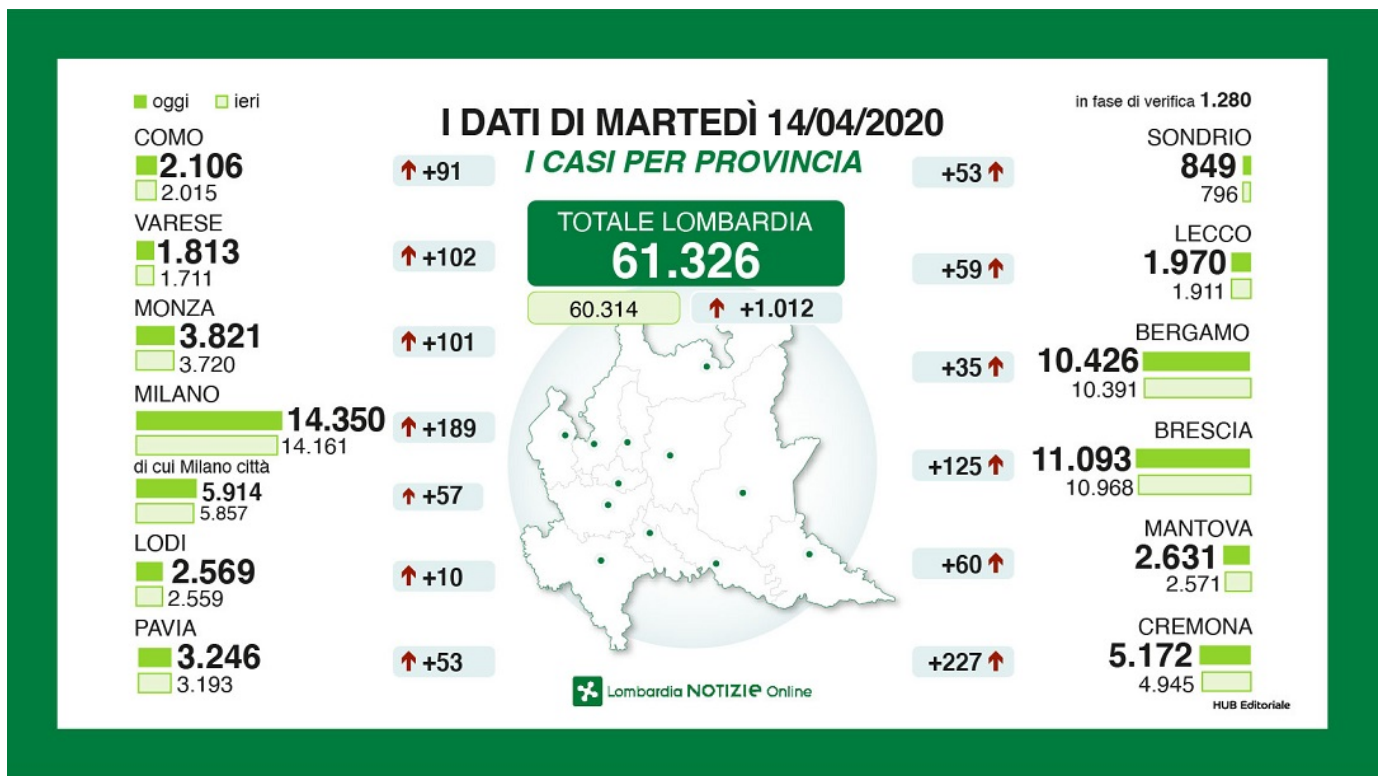 oggi ieri
I DATI DI MARTEDÌ 14/04/2020
I CASI PER PROVINCIA
in fase di verifica 1.280
TOTALE LOMBARDIA
61.326
60.314
+1.012
COMO
2.106
2.015
+91
VARESE
1.813
1.711
+102
MONZA
3.821
3.720
+101
MILANO
14.350
14.161
+189
di cui Milano città
5.914
5.857
+57
LODI
2.569
2.559
+10
PAVIA
3.246
3.193
+53
SONDRIO
+53
849
796
LECCO
+59
1.970
1.911
BERGAMO
+35
10.426
10.391
BRESCIA
+125
11.093
10.968
MANTOVA
+60
2.631
2.571
CREMONA
+227
5.172
4.945
Lombardia NOTIZIE Online
HUB Editoriale